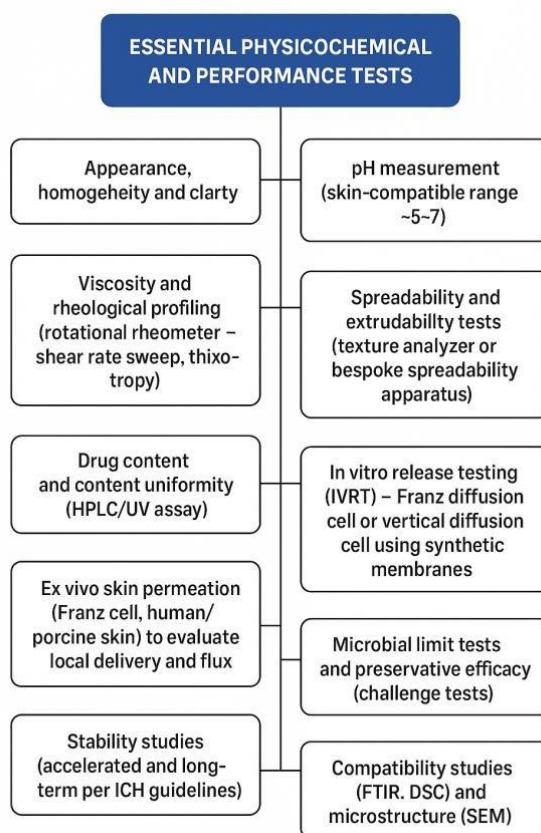 ESSENTIAL PHYSICOCHEMICAL
AND PERFORMANCE TESTS
Appearance,
homogeheity and clarty
pH measurement
(skin-compatible range
~5~7)
Viscosity and
rheological profiling
(rotational rheometer –
shear rate sweep, thixo-
tropy)
Spreadability and
extrudabillty tests
(texture analyzer or
bespoke spreadability
apparatus)
Drug content
and content uniformity
(HPLC/UV assay)
In vitro release testing
(IVRT) – Franz diffusion
cell or vertical diffusion
cell using synthetic
membranes
Ex vivo skin permeation
(Franz cell, human/
porcine skin) to evaluate
local delivery and flux
Microbial limit tests
and preservative efficacy
(challenge tests)
Stability studies
(accelerated and long-
term per ICH guidelines)
Compatibility studies
(FTIR. DSC) and
microstructure (SEM)